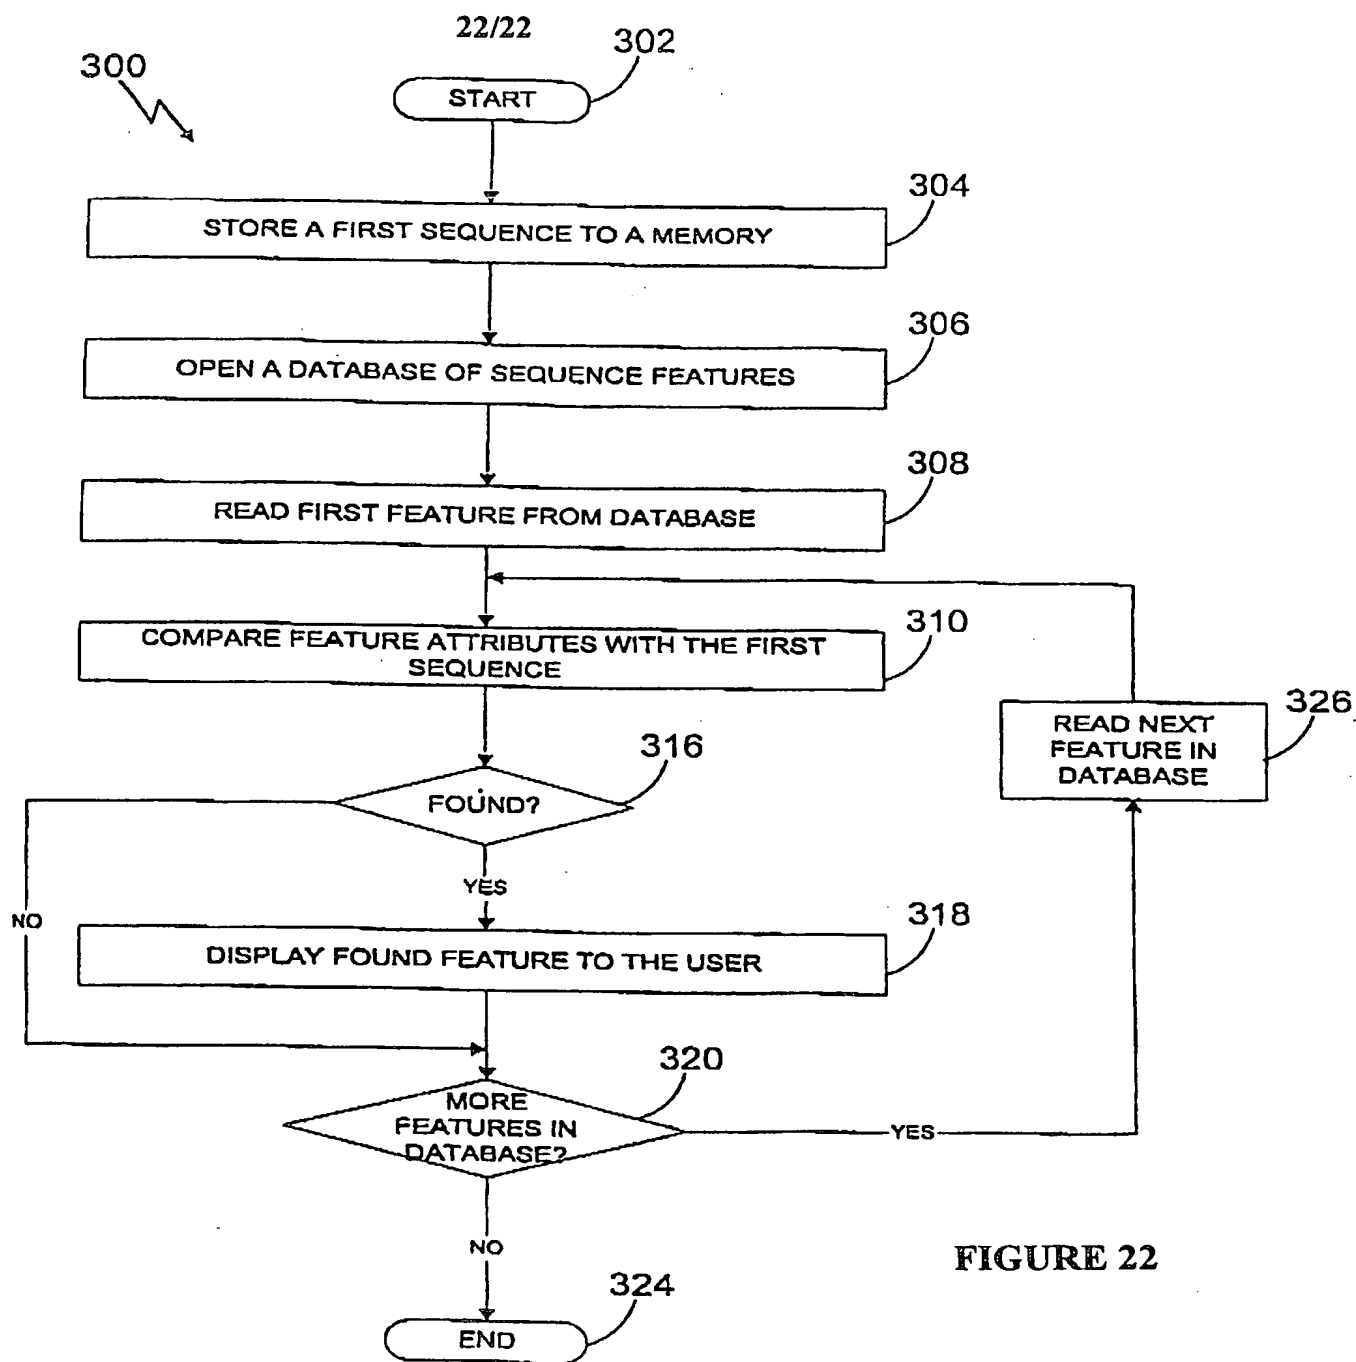 22/22
300
302
START
304
STORE A FIRST SEQUENCE TO A MEMORY
306
OPEN A DATABASE OF SEQUENCE FEATURES
308
READ FIRST FEATURE FROM DATABASE
310
COMPARE FEATURE ATTRIBUTES WITH THE FIRST
SEQUENCE
326
READ NEXT
FEATURE IN
DATABASE
316
FOUND?
YES
NO
318
DISPLAY FOUND FEATURE TO THE USER
320
MORE
FEATURES IN
DATABASE?
YES
NO
FIGURE 22
324
END